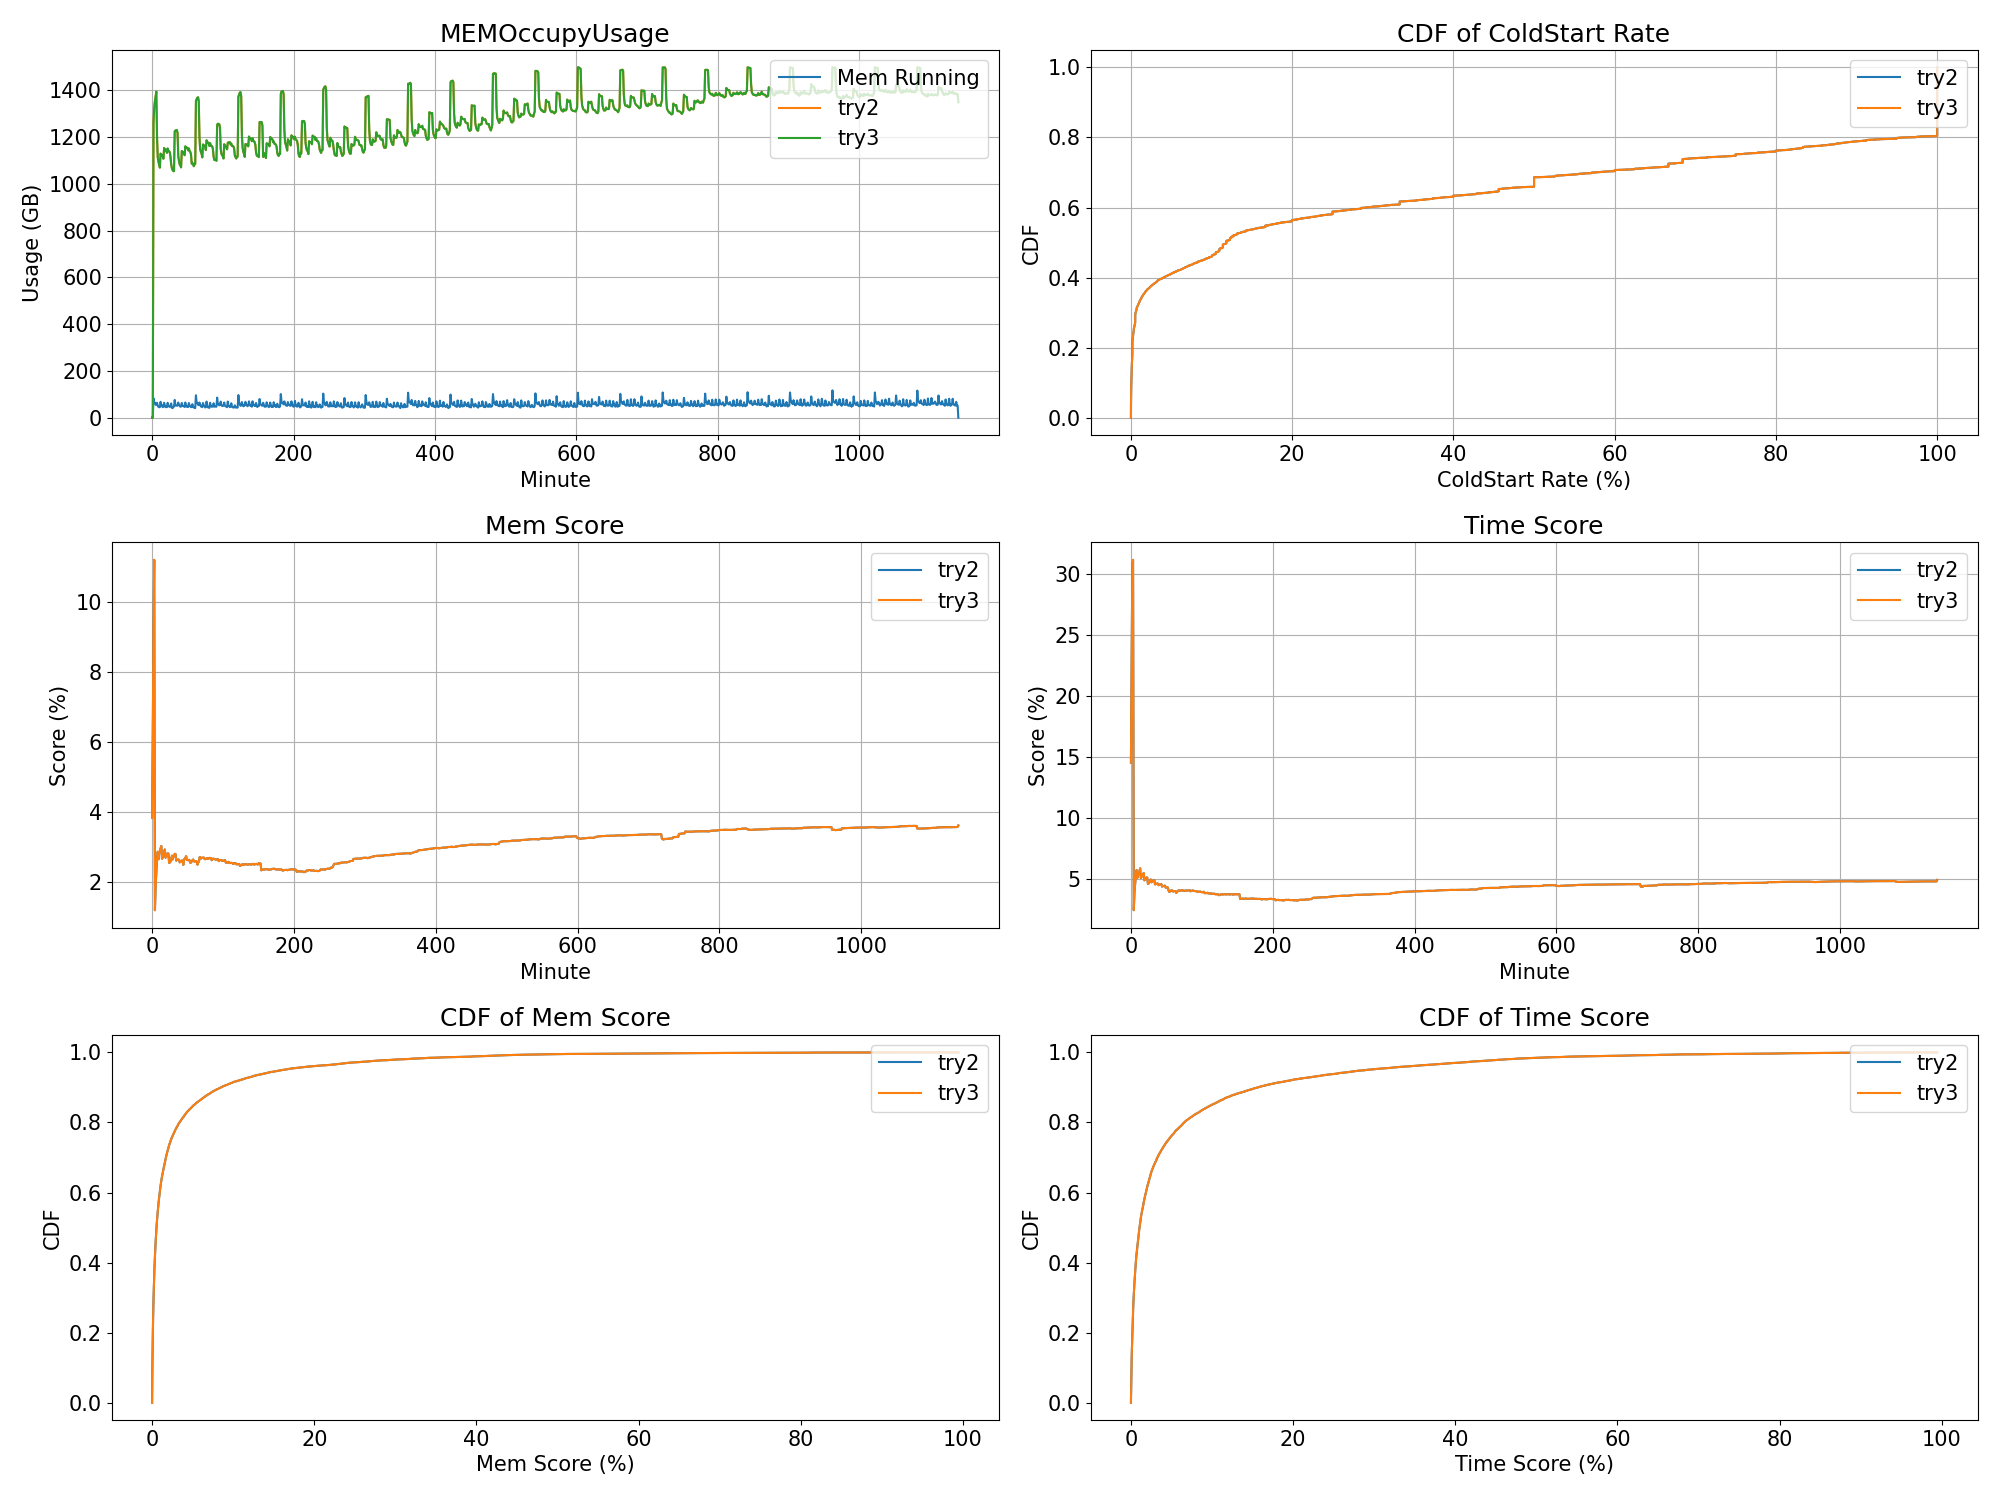 MEMOccupyUsage
Usage (GB)
1400
1200
1000
800
600
400
200
0
0 200 400 600 800 1000
Minute
Mem Running
try2
try3
CDF of ColdStart Rate
CDF
1.0
0.8
0.6
0.4
0.2
0.0
0 20 40 60 80 100
ColdStart Rate (%)
try2
try3
Mem Score
Score (%)
10
8
6
4
2
0 200 400 600 800 1000
Minute
try2
try3
Time Score
Score (%)
30
25
20
15
10
5
0 200 400 600 800 1000
Minute
try2
try3
CDF of Mem Score
CDF
1.0
0.8
0.6
0.4
0.2
0.0
0 20 40 60 80 100
Mem Score (%)
try2
try3
CDF of Time Score
CDF
1.0
0.8
0.6
0.4
0.2
0.0
0 20 40 60 80 100
Time Score (%)
try2
try3